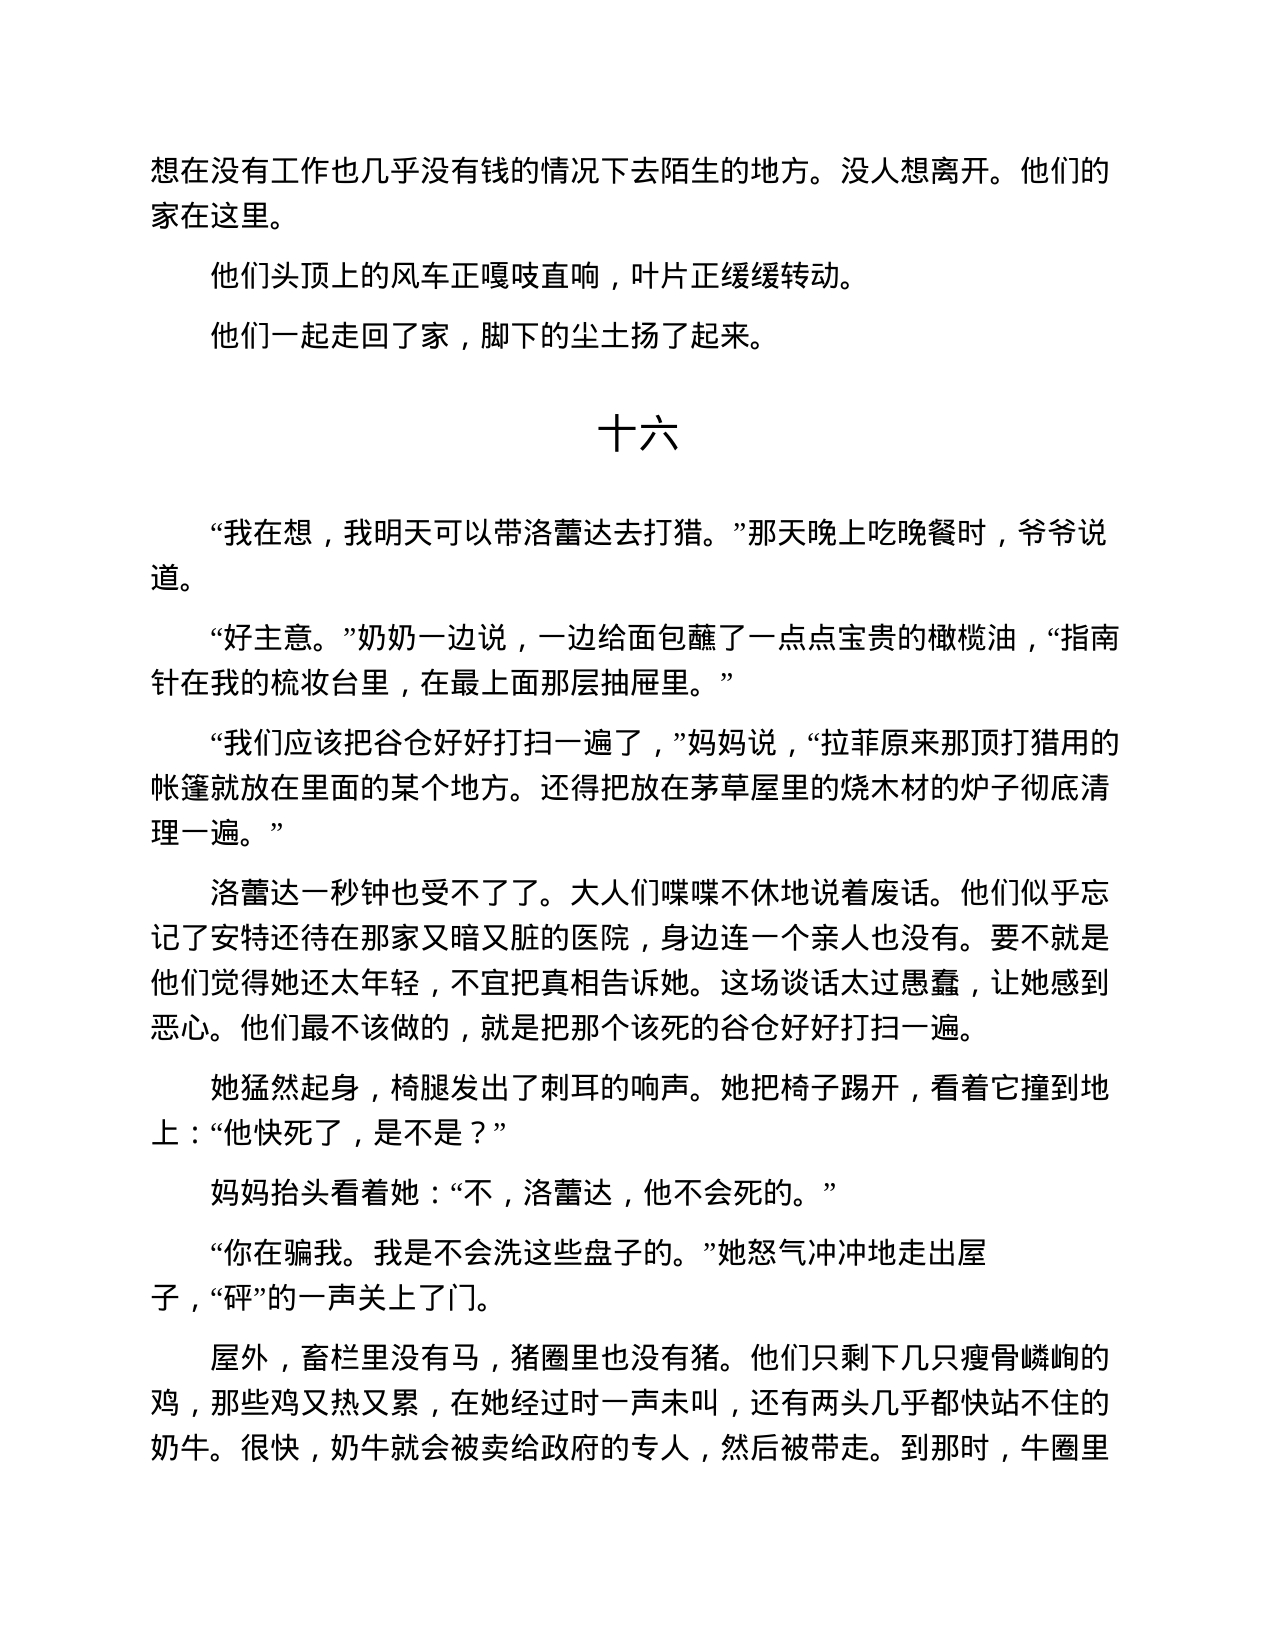 想在没有工作也几乎没有钱的情况下去陌生的地方。没人想离开。他们的
家在这里。
他们头顶上的风车正嘎吱直响，叶片正缓缓转动。
他们一起走回了家，脚下的尘土扬了起来。
十六
“我在想，我明天可以带洛蕾达去打猎。”那天晚上吃晚餐时，爷爷说
道。
“好主意。”奶奶一边说，一边给面包蘸了一点点宝贵的橄榄油，“指南
针在我的梳妆台里，在最上面那层抽屉里。”
“我们应该把谷仓好好打扫一遍了，”妈妈说，“拉菲原来那顶打猎用的
帐篷就放在里面的某个地方。还得把放在茅草屋里的烧木材的炉子彻底清
理一遍。”
洛蕾达一秒钟也受不了了。大人们喋喋不休地说着废话。他们似乎忘
记了安特还待在那家又暗又脏的医院，身边连一个亲人也没有。要不就是
他们觉得她还太年轻，不宜把真相告诉她。这场谈话太过愚蠢，让她感到
恶心。他们最不该做的，就是把那个该死的谷仓好好打扫一遍。
她猛然起身，椅腿发出了刺耳的响声。她把椅子踢开，看着它撞到地
上：“他快死了，是不是？”
妈妈抬头看着她：“不，洛蕾达，他不会死的。”
“你在骗我。我是不会洗这些盘子的。”她怒气冲冲地走出屋
子，“砰”的一声关上了门。
屋外，畜栏里没有马，猪圈里也没有猪。他们只剩下几只瘦骨嶙峋的
鸡，那些鸡又热又累，在她经过时一声未叫，还有两头几乎都快站不住的
奶牛。很快，奶牛就会被卖给政府的专人，然后被带走。到那时，牛圈里